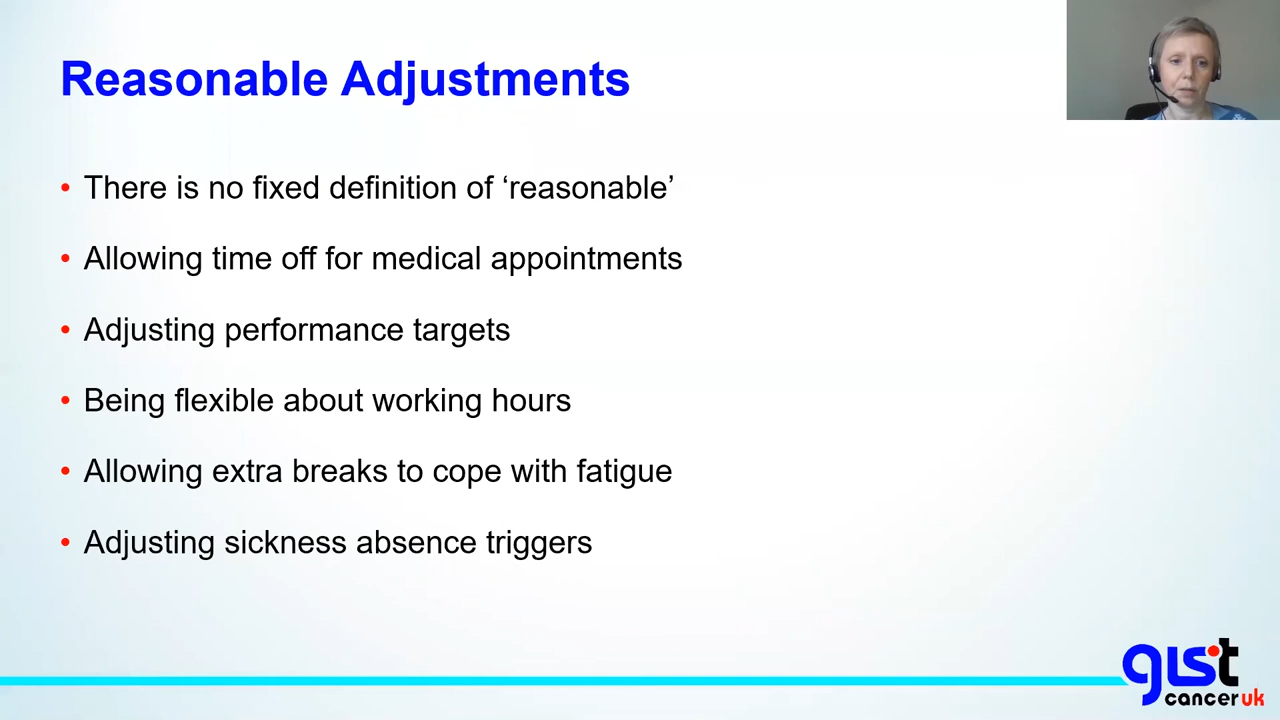 Reasonable Adjustments
• There is no fixed definition of ‘reasonable’
• Allowing time off for medical appointments
• Adjusting performance targets
• Being flexible about working hours
• Allowing extra breaks to cope with fatigue
• Adjusting sickness absence triggers
gist
cancer uk